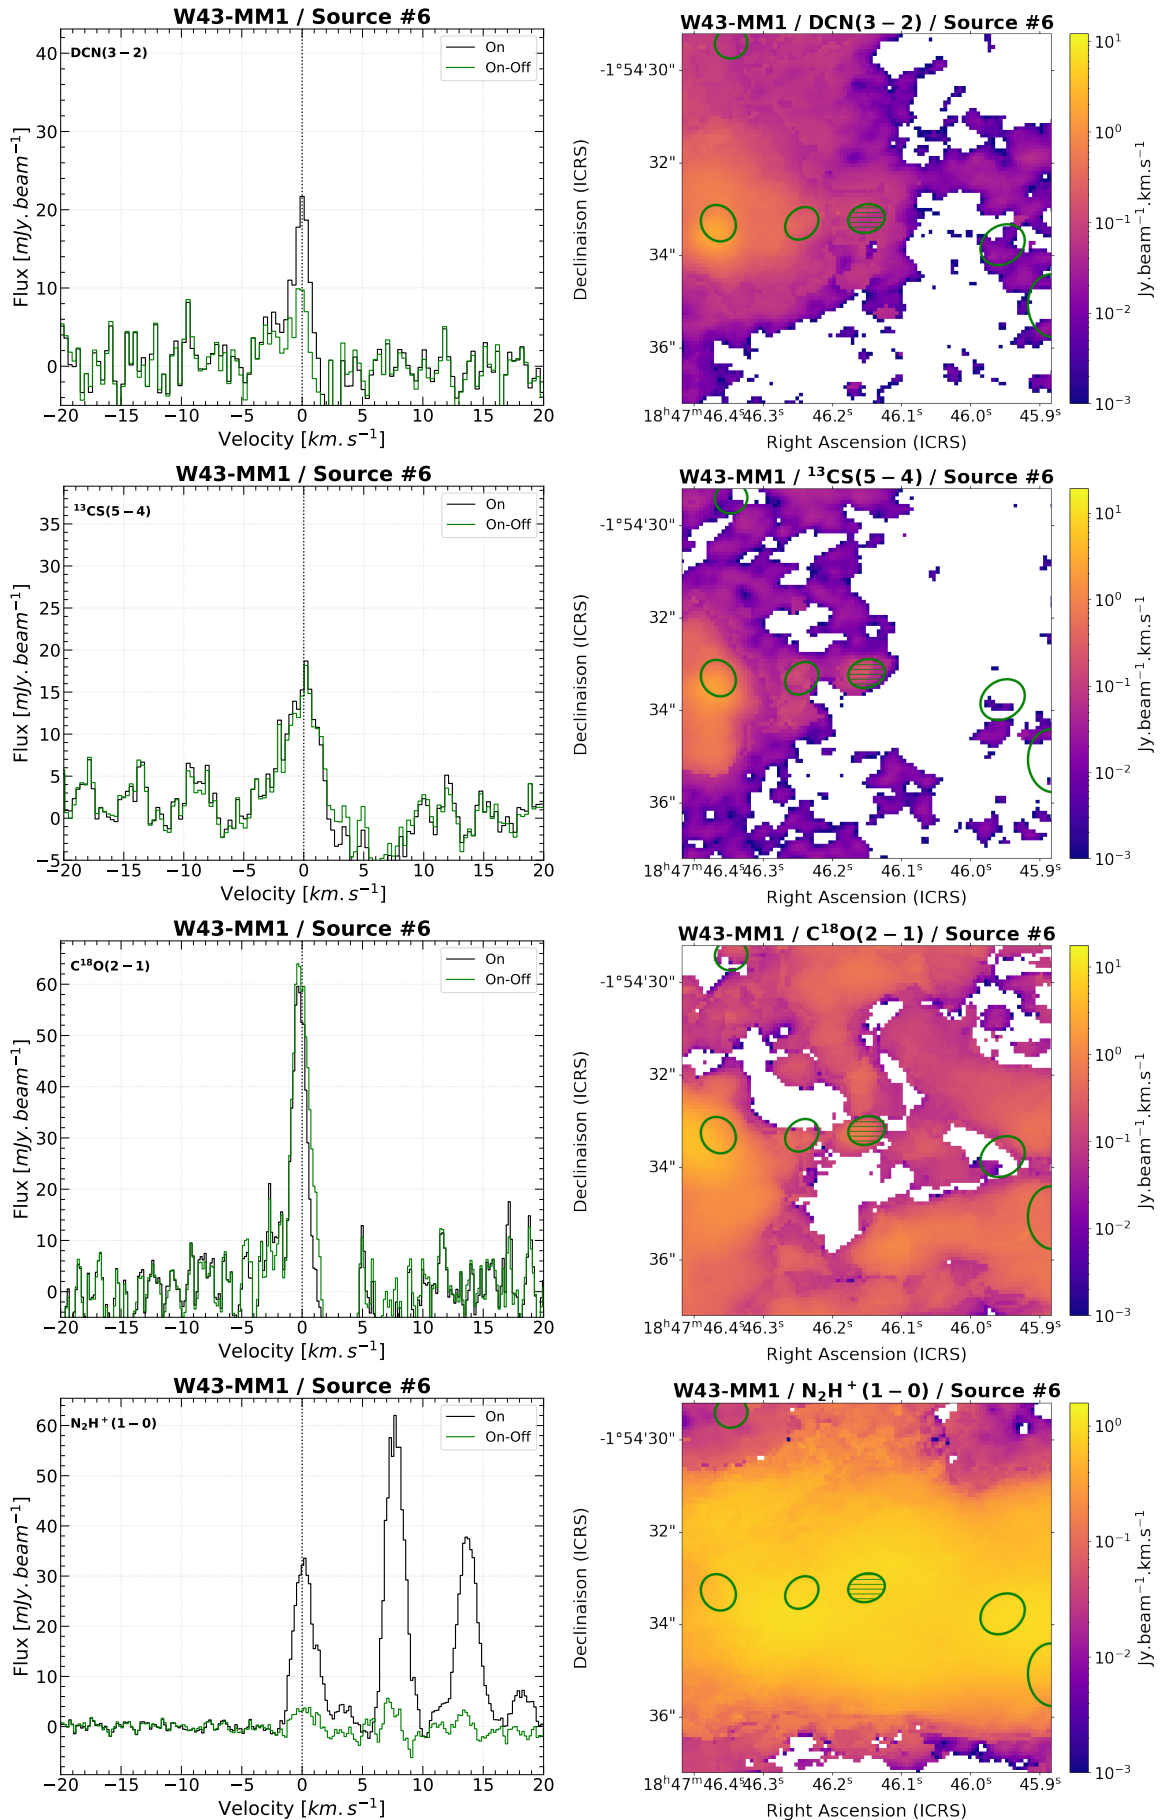 W43-MM1 / Source #6
DCN(3−2)
On
On-Off
40
30
20
10
0
−20 −15 −10 −5 0 5 10 15 20
Flux [mJy.beam⁻¹]
Velocity [km.s⁻¹]
W43-MM1 / DCN(3−2) / Source #6
-1°54'30"
32"
34"
36"
18ʰ47ᵐ46.4ˢ 46.3ˢ 46.2ˢ 46.1ˢ 46.0ˢ 45.9ˢ
Declinaison (ICRS)
Right Ascension (ICRS)
10¹
10⁰
10⁻¹
10⁻²
10⁻³
Jy.beam⁻¹.km.s⁻¹
W43-MM1 / Source #6
¹³CS(5−4)
On
On-Off
35
30
25
20
15
10
5
0
−5
−20 −15 −10 −5 0 5 10 15 20
Flux [mJy.beam⁻¹]
Velocity [km.s⁻¹]
W43-MM1 / ¹³CS(5−4) / Source #6
-1°54'30"
32"
34"
36"
18ʰ47ᵐ46.4ˢ 46.3ˢ 46.2ˢ 46.1ˢ 46.0ˢ 45.9ˢ
Declinaison (ICRS)
Right Ascension (ICRS)
10¹
10⁰
10⁻¹
10⁻²
10⁻³
Jy.beam⁻¹.km.s⁻¹
W43-MM1 / Source #6
C¹⁸O(2−1)
On
On-Off
60
50
40
30
20
10
0
−20 −15 −10 −5 0 5 10 15 20
Flux [mJy.beam⁻¹]
Velocity [km.s⁻¹]
W43-MM1 / C¹⁸O(2−1) / Source #6
-1°54'30"
32"
34"
36"
18ʰ47ᵐ46.4ˢ 46.3ˢ 46.2ˢ 46.1ˢ 46.0ˢ 45.9ˢ
Declinaison (ICRS)
Right Ascension (ICRS)
10¹
10⁰
10⁻¹
10⁻²
10⁻³
Jy.beam⁻¹.km.s⁻¹
W43-MM1 / Source #6
N₂H⁺(1−0)
On
On-Off
60
50
40
30
20
10
0
−20 −15 −10 −5 0 5 10 15 20
Flux [mJy.beam⁻¹]
Velocity [km.s⁻¹]
W43-MM1 / N₂H⁺(1−0) / Source #6
-1°54'30"
32"
34"
36"
18ʰ47ᵐ46.4ˢ 46.3ˢ 46.2ˢ 46.1ˢ 46.0ˢ 45.9ˢ
Declinaison (ICRS)
Right Ascension (ICRS)
10⁰
10⁻¹
10⁻²
10⁻³
Jy.beam⁻¹.km.s⁻¹